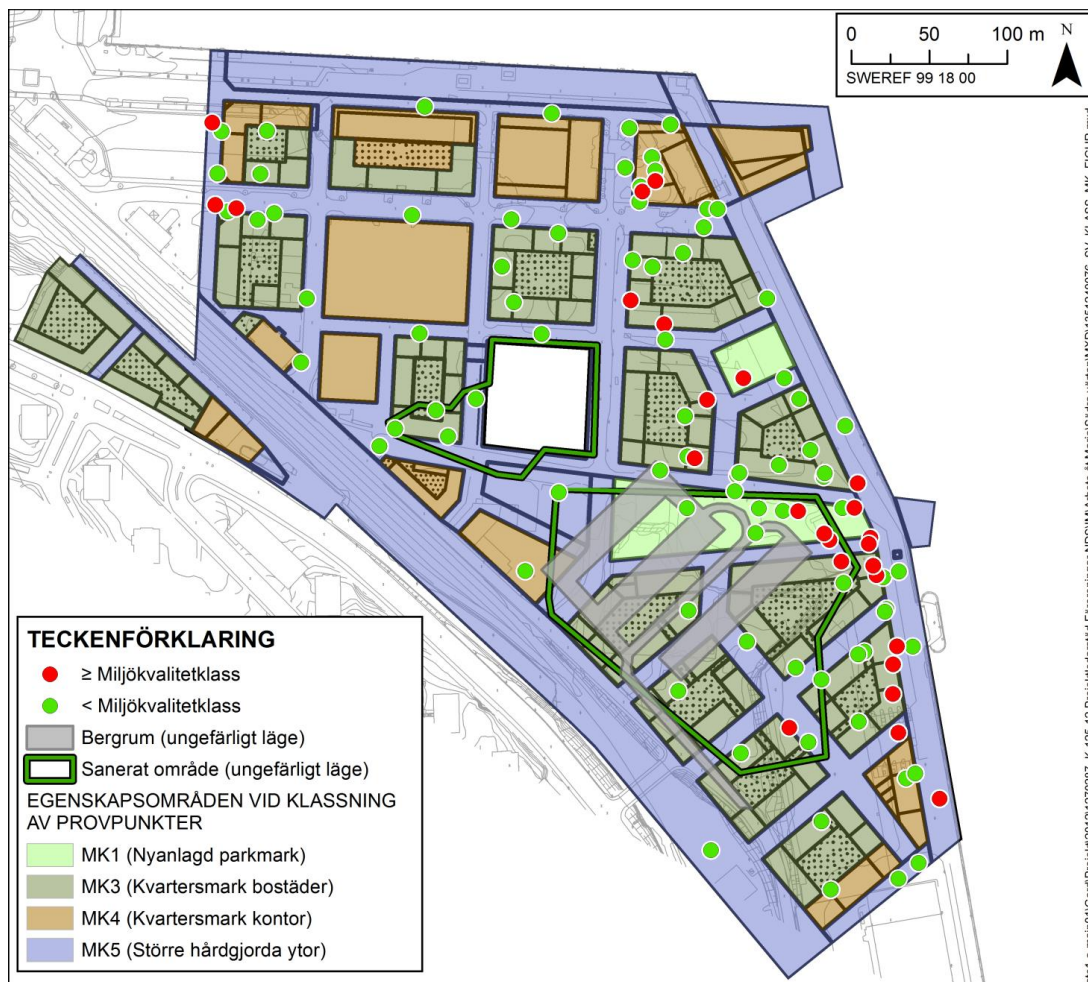 0 50 100 m
N
SWEREF 99 18 00
TECKENFÖRKLARING
≥ Miljökvalitetklass
< Miljökvalitetklass
Bergrum (ungefärligt läge)
Sanerat område (ungefärligt läge)
EGENSKAPSOMRÅDEN VID KLASSNING
AV PROVPUNKTER
MK1 (Nyanlagd parkmark)
MK3 (Kvartersmark bostäder)
MK4 (Kvartersmark kontor)
MK5 (Större hårdgjorda ytor)